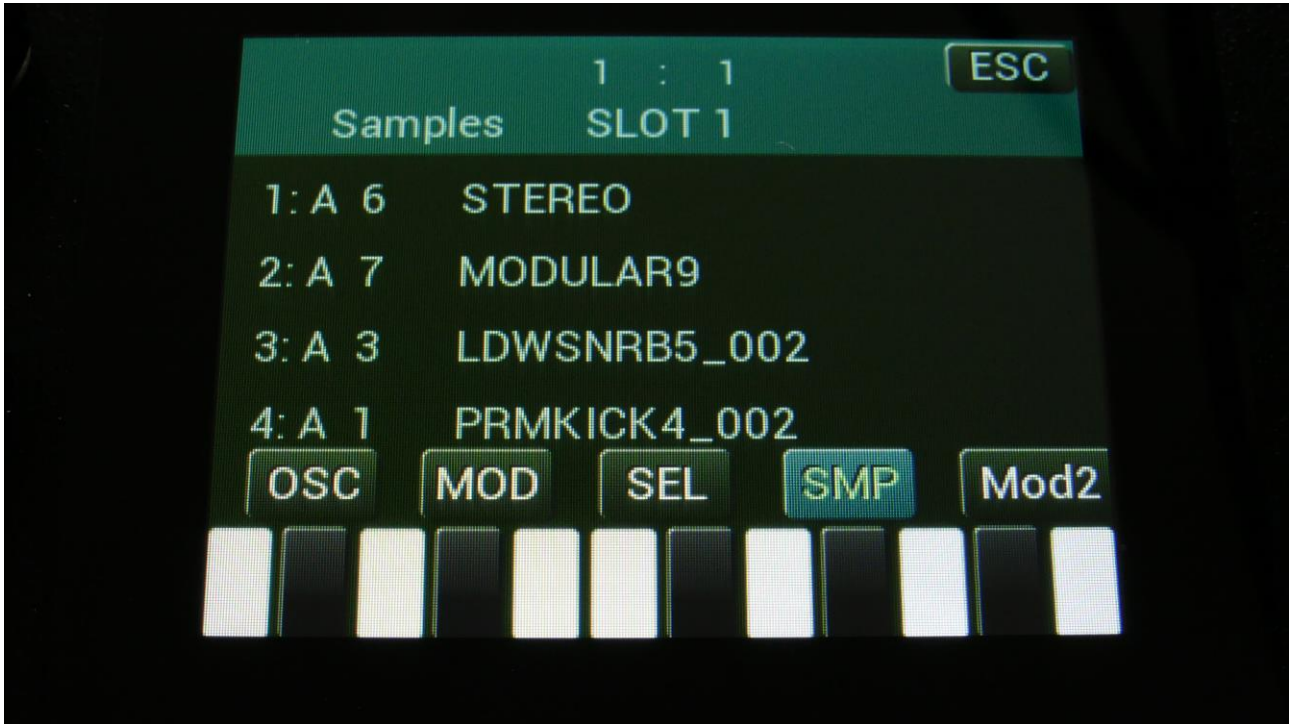 1 : 1 ESC
Samples SLOT 1
1: A 6 STEREO
2: A 7 MODULAR9
3: A 3 LDWSNRB5_002
4: A 1 PRMKICK4_002
OSC MOD SEL SMP Mod2